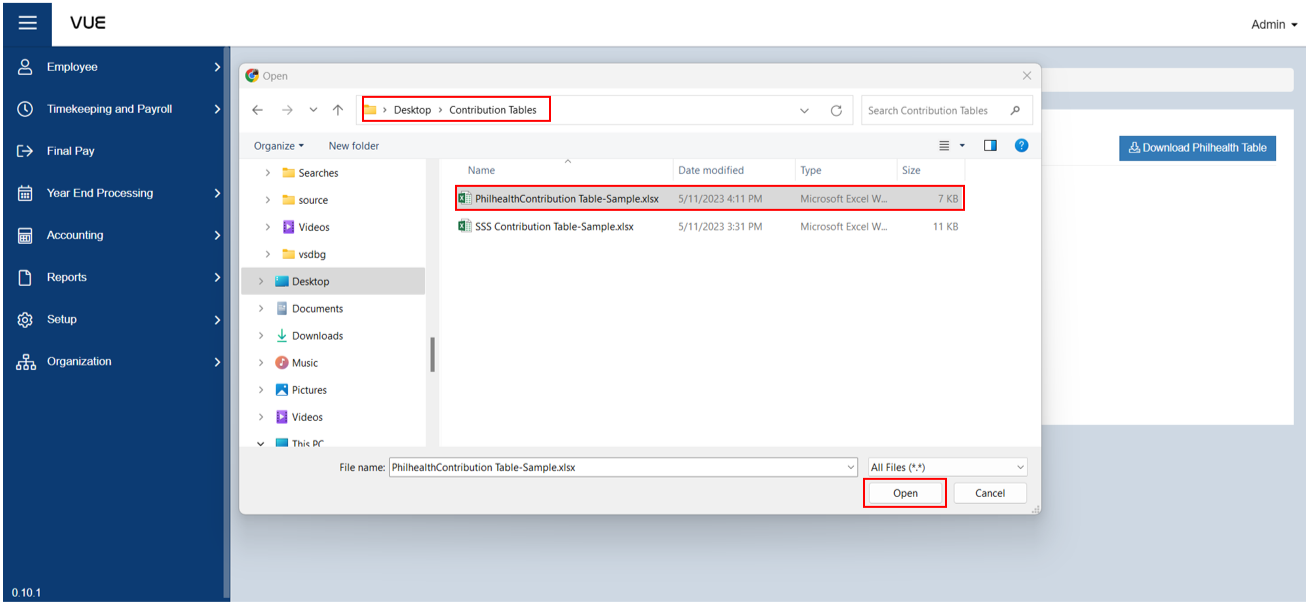 VUE
Admin
Employee
Timekeeping and Payroll
Final Pay
Year End Processing
Accounting
Reports
Setup
Organization
0.10.1
Open
Desktop > Contribution Tables
Search Contribution Tables
Organize
New folder
?
Download Philhealth Table
Searches
source
Videos
vsdbg
Desktop
Documents
Downloads
Music
Pictures
Videos
This PC
Name Date modified Type Size
PhilhealthContribution Table-Sample.xlsx 5/11/2023 4:11 PM Microsoft Excel W... 7 KB
SSS Contribution Table-Sample.xlsx 5/11/2023 3:31 PM Microsoft Excel W... 11 KB
File name: PhilhealthContribution Table-Sample.xlsx All Files (*.*)
Open Cancel